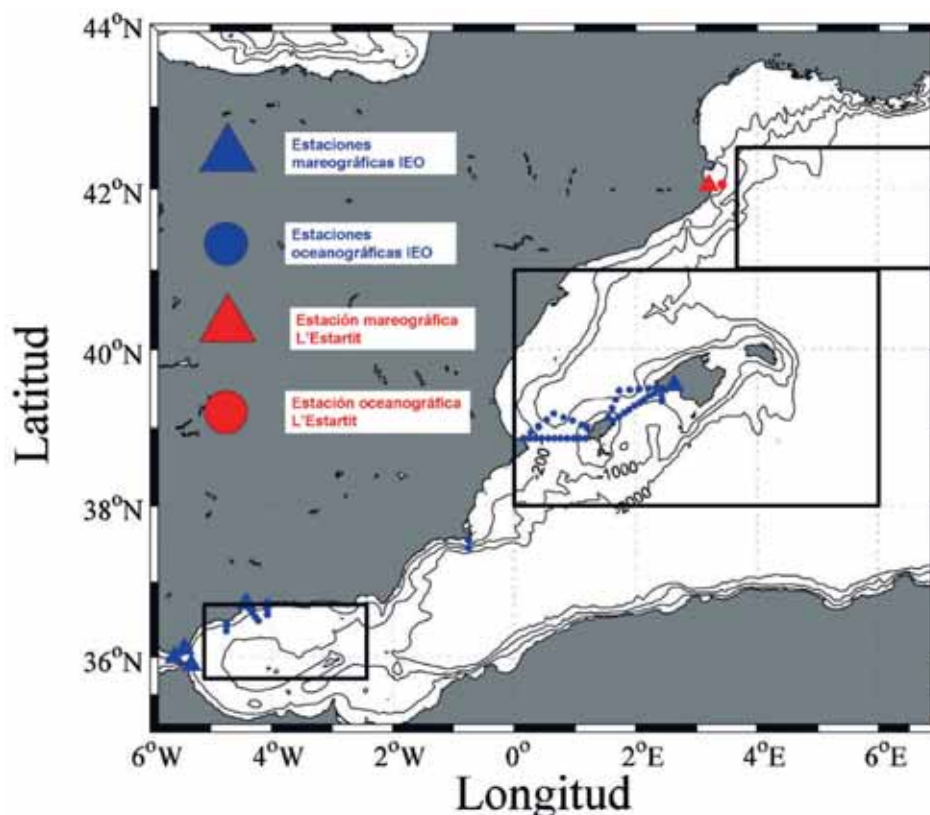 44°N
42°N
40°N
38°N
36°N
Latitud
Estaciones
mareográficas IEO
Estaciones
oceanográficas IEO
Estación mareográfica
L'Estartit
Estación oceanográfica
L'Estartit
-200
-1000
-2000
6°W
4°W
2°W
0°
2°E
4°E
6°E
Longitud